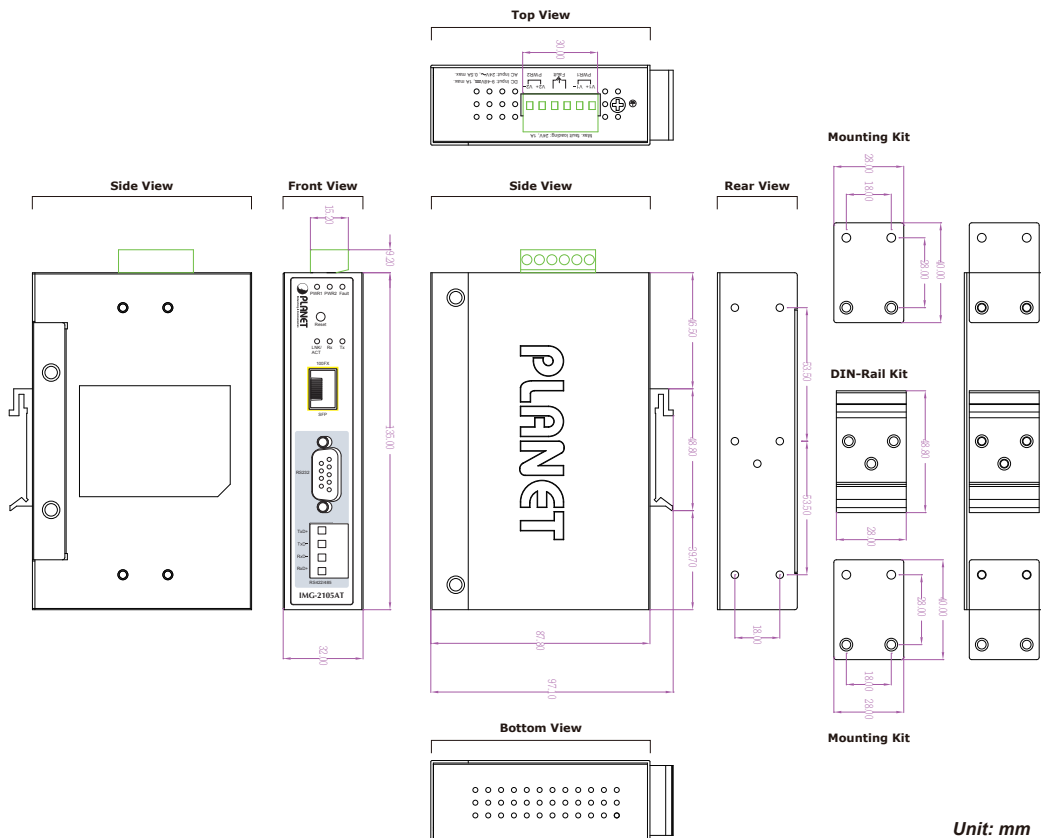 Top View
30.00
DC Input: 9-48V, 1A max.
AC Input: 24V~, 0.5A max.
PWR2
Fault
PWR1
V2- V2+
V1- V1+
Max. fault loading: 24V, 1A
Mounting Kit
28.00
18.00
28.00
40.00
Side View
Front View
Side View
Rear View
15.20
9.20
PLANET
PWR1 PWR2 Fault
Reset
LNK/ACT Rx Tx
100FX
SFP
RS232
TxD+
TxD-
RxD-
RxD+
RS422/485
IMG-2105AT
135.00
32.00
PLANET
46.50
48.80
39.70
87.80
97.10
53.50
53.50
18.00
DIN-Rail Kit
48.80
28.00
28.00
40.00
18.00
28.00
Mounting Kit
Bottom View
Unit: mm